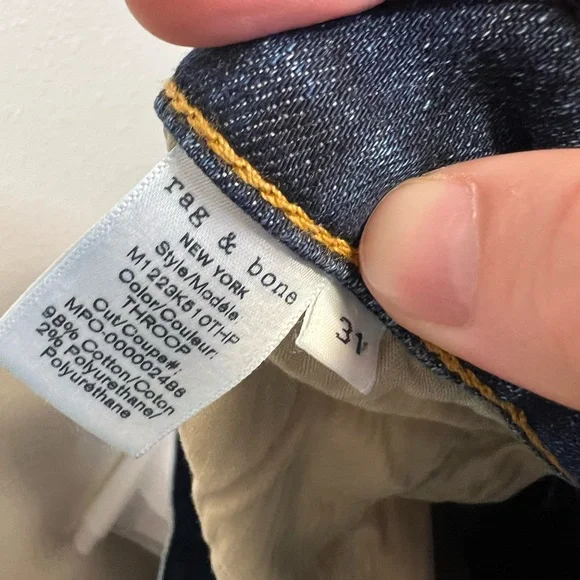 rag & bone
NEW YORK
Style/Modèle
M1223K510THP
Color/Couleur:
THROOP
Cut/Coupe#:
MPO-000002486
98% Cotton/Coton
2% Polyurethane/
Polyuréthane
31